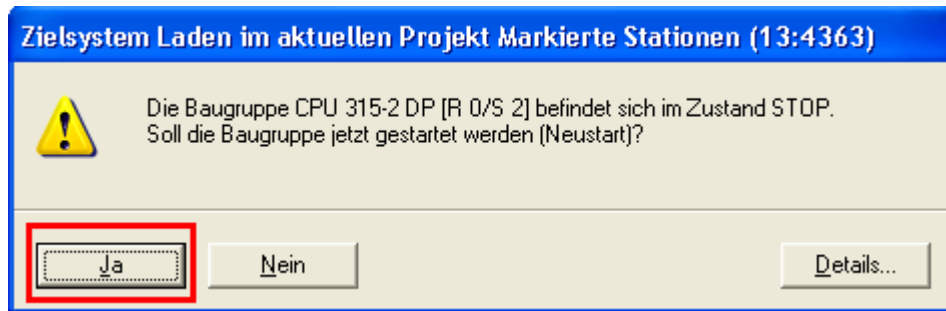 Zielsystem Laden im aktuellen Projekt Markierte Stationen (13:4363)
Die Baugruppe CPU 315-2 DP [R 0/S 2] befindet sich im Zustand STOP.
Soll die Baugruppe jetzt gestartet werden (Neustart)?
Ja Nein Details...